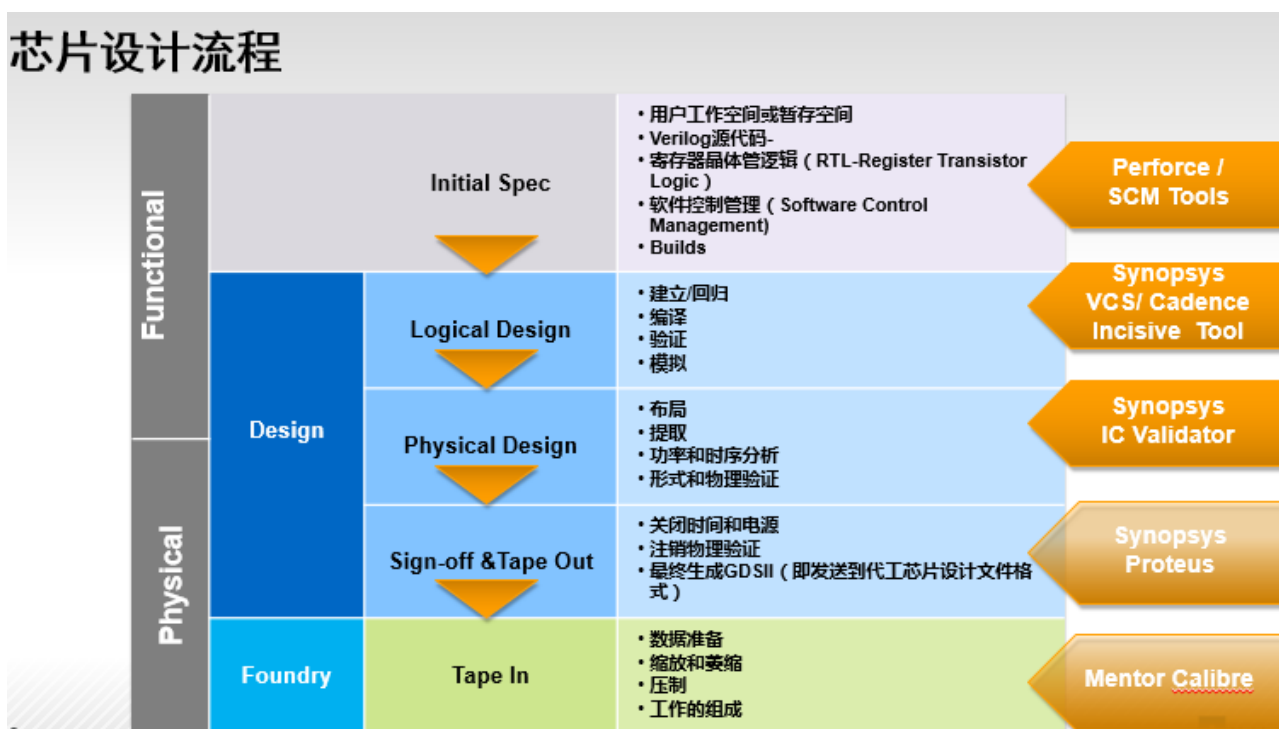 芯片设计流程
Functional
Physical
Design
Foundry
Initial Spec
• 用户工作空间或暂存空间
• Verilog源代码-
• 寄存器晶体管逻辑（RTL-Register Transistor
Logic）
• 软件控制管理（Software Control
Management)
• Builds
Perforce /
SCM Tools
Logical Design
• 建立/回归
• 编译
• 验证
• 模拟
Synopsys
VCS/ Cadence
Incisive Tool
Physical Design
• 布局
• 提取
• 功率和时序分析
• 形式和物理验证
Synopsys
IC Validator
Sign-off &Tape Out
• 关闭时间和电源
• 注销物理验证
• 最终生成GDSII（即发送到代工芯片设计文件格
式）
Synopsys
Proteus
Tape In
• 数据准备
• 缩放和萎缩
• 压制
• 工作的组成
Mentor Calibre